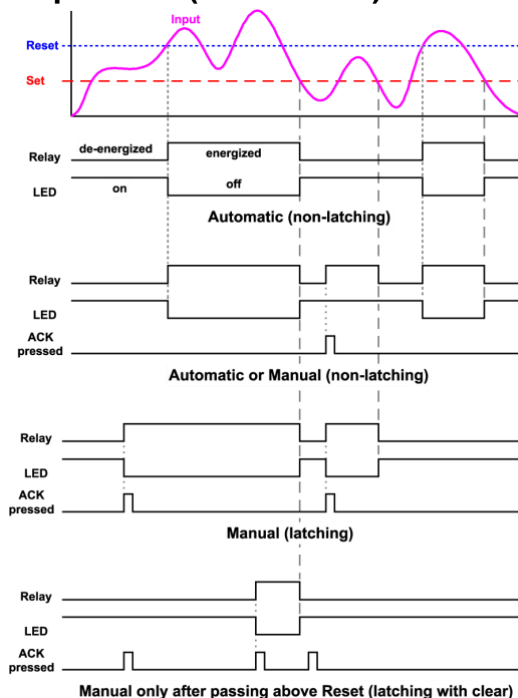 Input
Reset
Set
de-energized
energized
Relay
LED
on
off
Automatic (non-latching)
Relay
LED
ACK
pressed
Automatic or Manual (non-latching)
Relay
LED
ACK
pressed
Manual (latching)
Relay
LED
ACK
pressed
Manual only after passing above Reset (latching with clear)